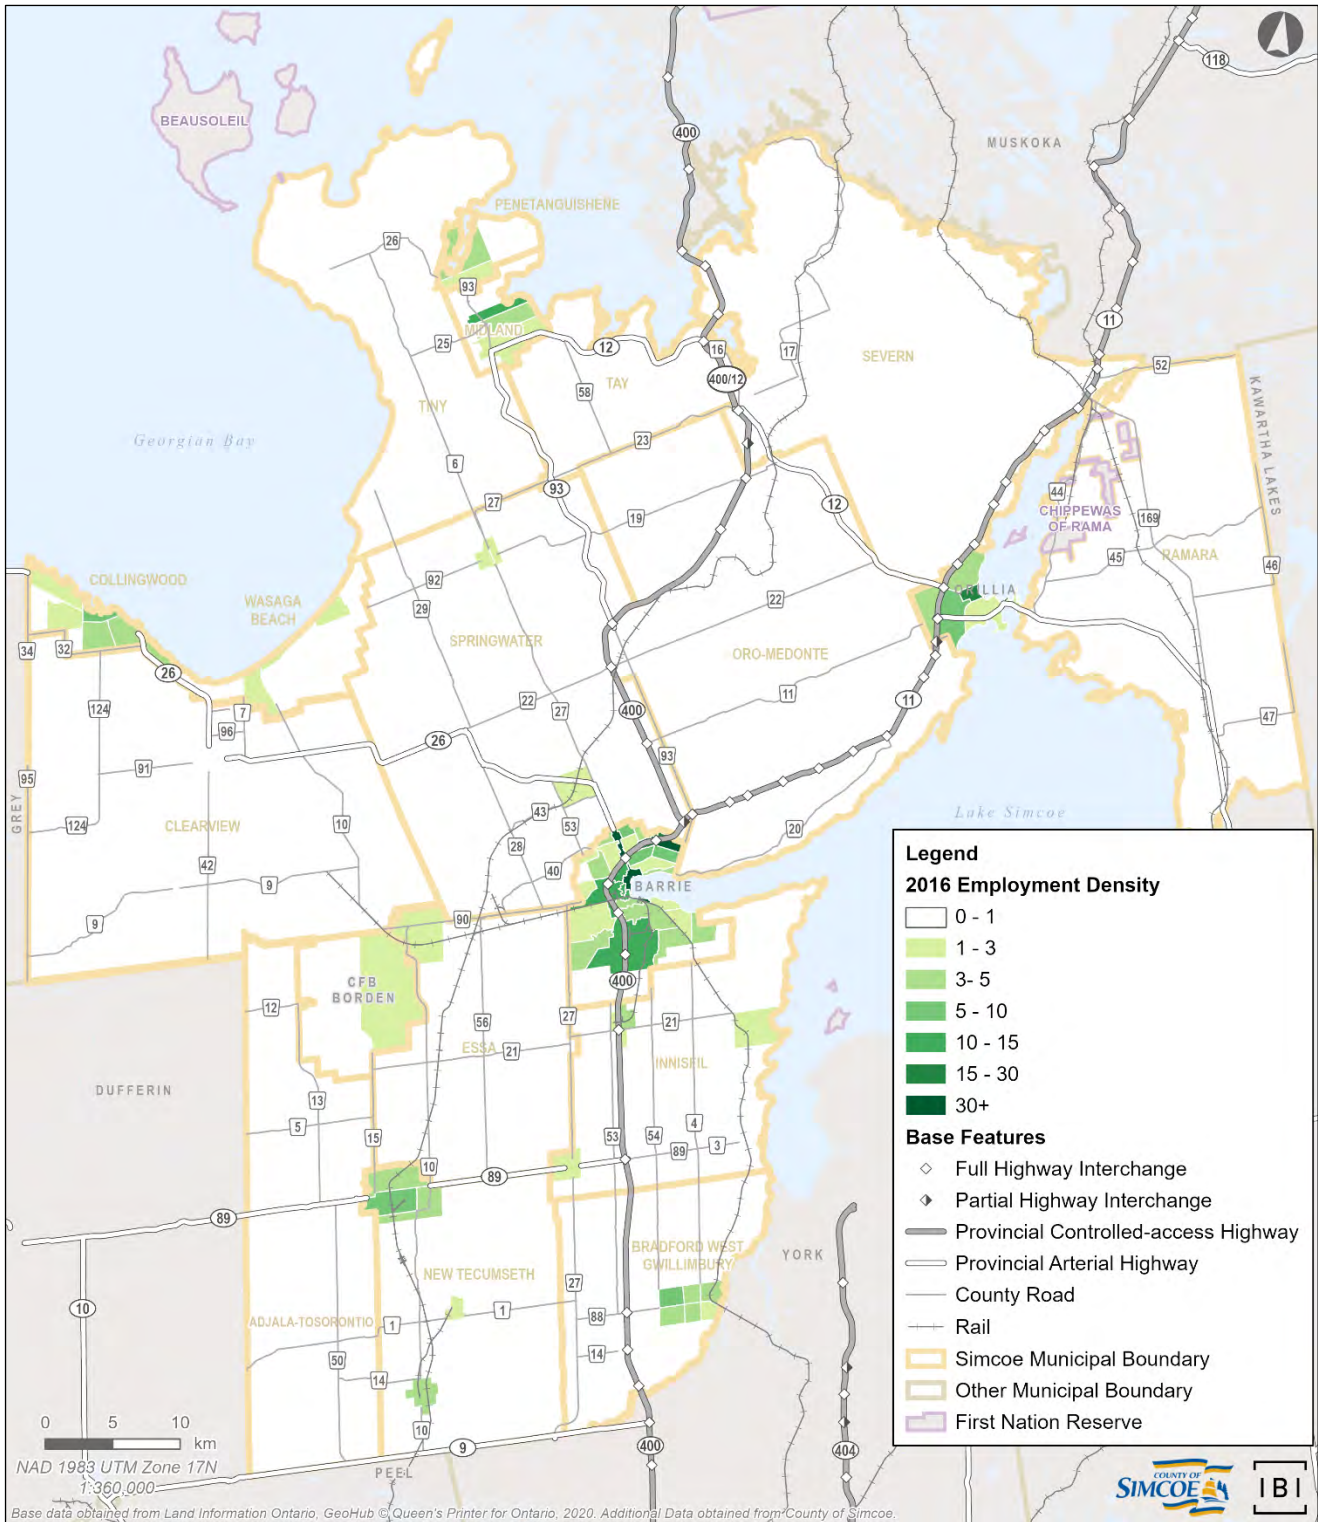 118
BEAUSOLEIL
400
MUSKOKA
PENETANGUISHENE
26
93
11
MIDLAND
25
12
16
17
SEVERN
52
400/12
TAY
58
KAWARTHA LAKES
TINY
Georgian Bay
23
6
93
27
44
12
19
CHIPPEWAS
OF RAMA
169
45
RAMARA
46
COLLINGWOOD
92
WASAGA
BEACH
29
22
ORILLIA
34
32
SPRINGWATER
ORO-MEDONTE
26
11
124
22
27
400
11
7
96
47
26
93
91
95
GREY
Lake Simcoe
124
CLEARVIEW
10
43
53
20
28
42
40
BARRIE
9
9
90
400
CFB
BORDEN
12
56
27
21
ESSA
21
INNISFIL
DUFFERIN
13
5
15
53
54
4
3
89
10
89
89
BRADFORD WEST
GWILLIMBURY
YORK
NEW TECUMSETH
27
10
1
88
ADJALA-TOSORONTIO
1
50
14
14
10
9
400
404
PEEL
Legend
2016 Employment Density
0 - 1
1 - 3
3- 5
5 - 10
10 - 15
15 - 30
30+
Base Features
Full Highway Interchange
Partial Highway Interchange
Provincial Controlled-access Highway
Provincial Arterial Highway
County Road
Rail
Simcoe Municipal Boundary
Other Municipal Boundary
First Nation Reserve
0 5 10
km
NAD 1983 UTM Zone 17N
1:360,000
COUNTY OF
SIMCOE
IBI
Base data obtained from Land Information Ontario, GeoHub © Queen's Printer for Ontario, 2020. Additional Data obtained from County of Simcoe.